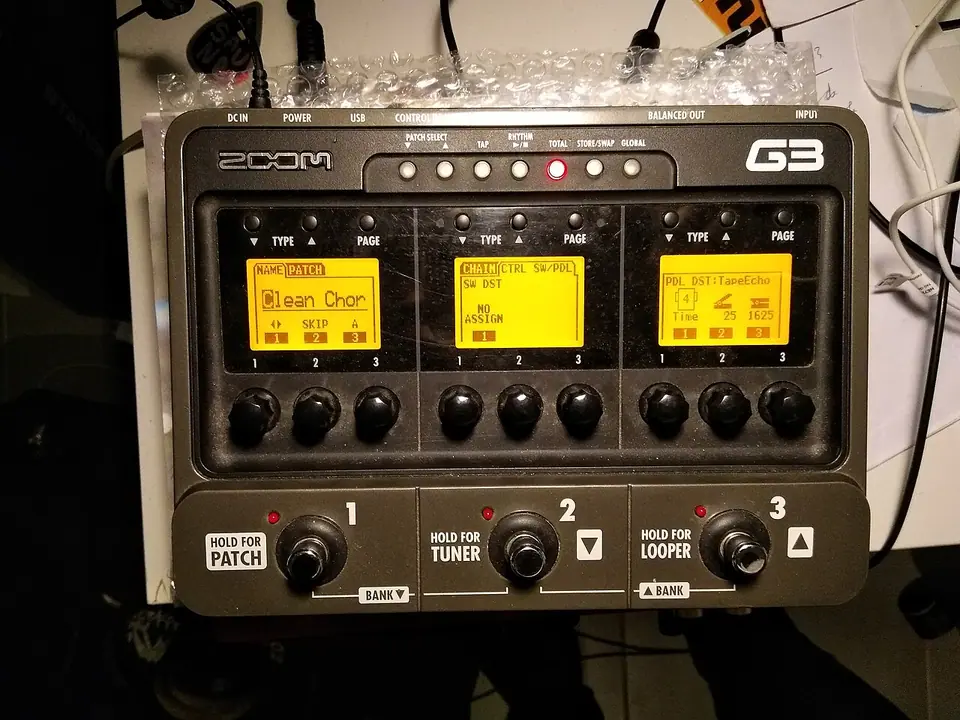 DC IN POWER USB CONTROL BALANCED OUT INPUT
PATCH SELECT TAP RHYTHM TOTAL STORE/SWAP GLOBAL
▼ ▲ ▶/■
ZOOM G3
▼ TYPE ▲ PAGE ▼ TYPE ▲ PAGE ▼ TYPE ▲ PAGE
NAME PATCH
Clean Chor
SKIP A
1 2 3
CHAIN CTRL SW/PDL
SW DST
NO
ASSIGN
1
PDL DST:TapeEcho
4
Time 25 1625
1 2 3
1 2 3 1 2 3 1 2 3
1 2 3
HOLD FOR
PATCH
HOLD FOR
TUNER
▼
HOLD FOR
LOOPER
▲
BANK ▼ ▲ BANK